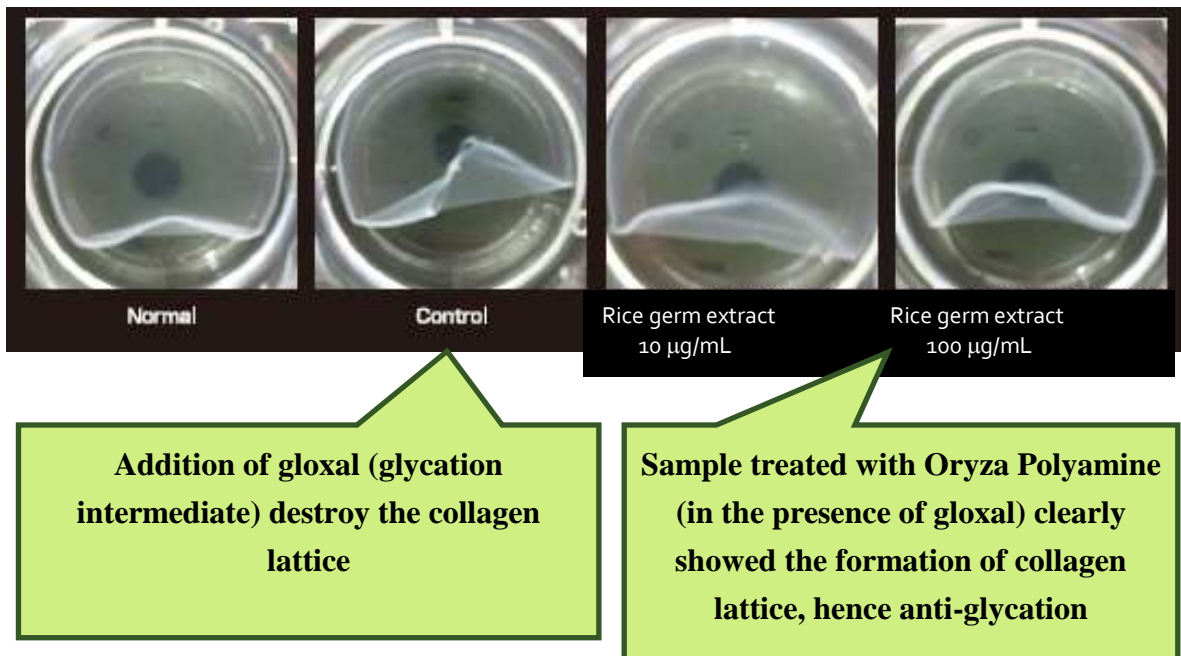 Normal
Control
Rice germ extract
10 μg/mL
Rice germ extract
100 μg/mL
Addition of gloxal (glycation
intermediate) destroy the collagen
lattice
Sample treated with Oryza Polyamine
(in the presence of gloxal) clearly
showed the formation of collagen
lattice, hence anti-glycation